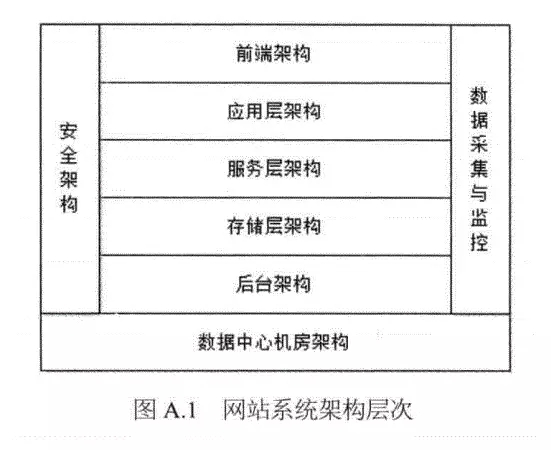 前端架构
应用层架构
服务层架构
存储层架构
后台架构
安全架构
数据采集与监控
数据中心机房架构
图 A.1 网站系统架构层次